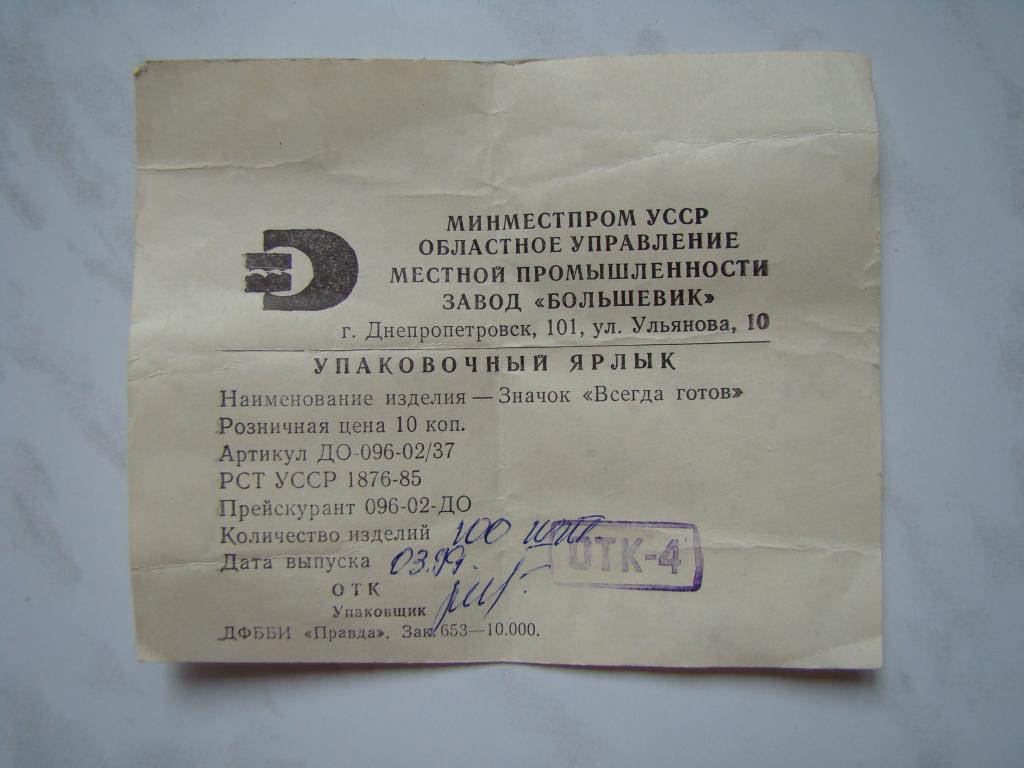 МИНМЕСТПРОМ УССР
ОБЛАСТНОЕ УПРАВЛЕНИЕ
МЕСТНОЙ ПРОМЫШЛЕННОСТИ
ЗАВОД «БОЛЬШЕВИК»
г. Днепропетровск, 101, ул. Ульянова, 10
УПАКОВОЧНЫЙ ЯРЛЫК
Наименование изделия — Значок «Всегда готов»
Розничная цена 10 коп.
Артикул ДО-096-02/37
РСТ УССР 1876-85
Прейскурант 096-02-ДО
Количество изделий 100 шт.
Дата выпуска
ОТК-4
ОТК
Упаковщик
ДФББИ «Правда». Зак. 653—10.000.